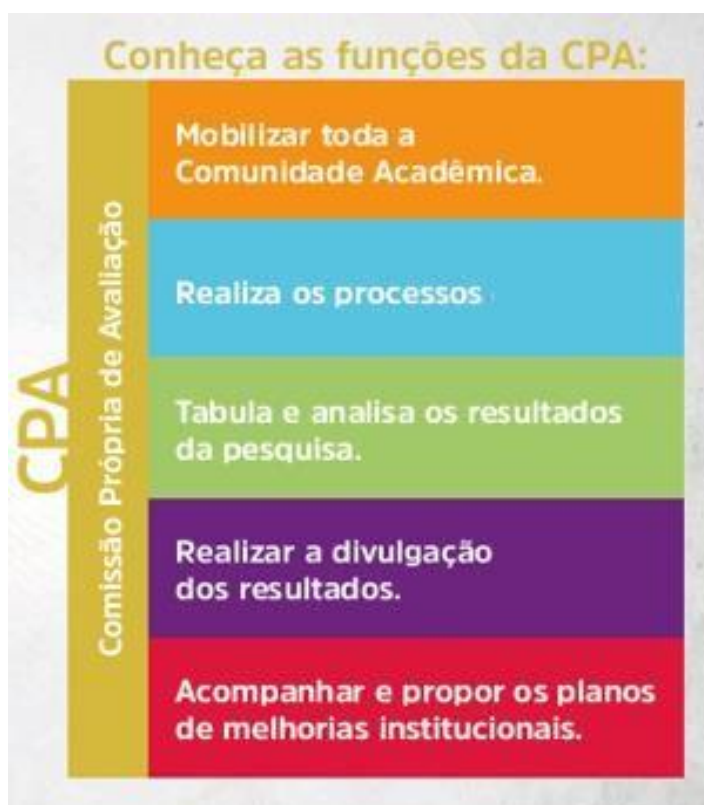 Conheça as funções da CPA:
CPA
Comissão Própria de Avaliação
Mobilizar toda a
Comunidade Acadêmica.
Realiza os processos
Tabula e analisa os resultados
da pesquisa.
Realizar a divulgação
dos resultados.
Acompanhar e propor os planos
de melhorias institucionais.